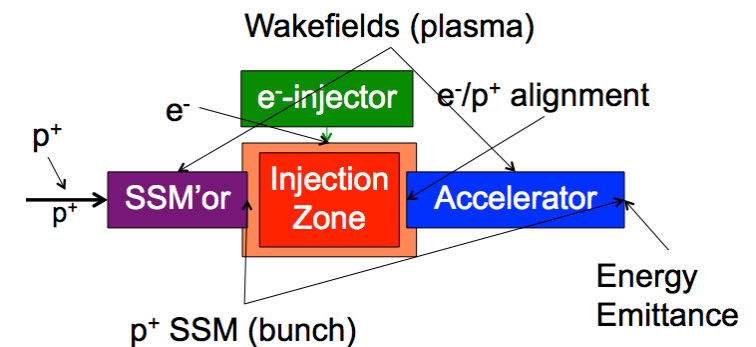 Wakefields (plasma)
e⁻-injector
e⁻/p⁺ alignment
e⁻
p⁺
p⁺
SSM'or
Injection
Zone
Accelerator
Energy
Emittance
p⁺ SSM (bunch)